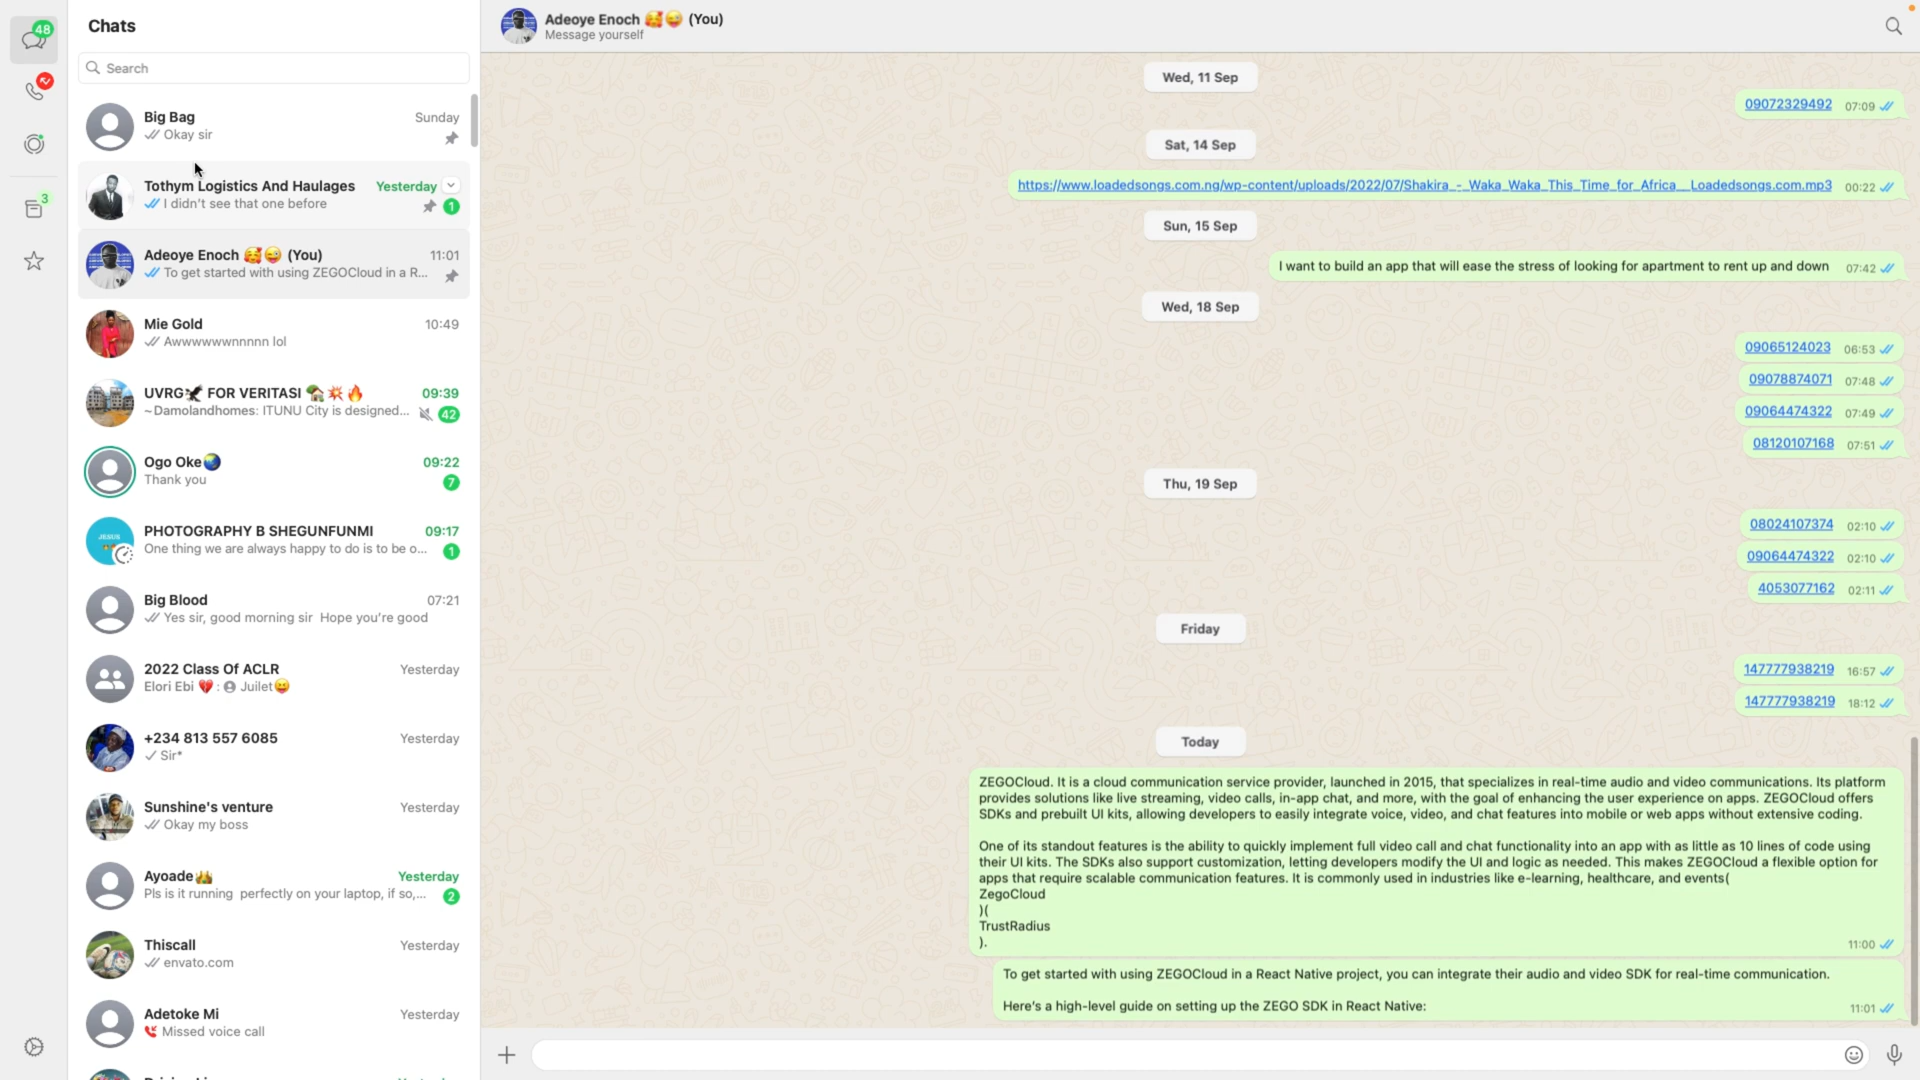 48
Chats
Search
3
Big Bag Sunday
Okay sir
Tothym Logistics And Haulages Yesterday
I didn't see that one before 1
Adeoye Enoch 🥰😜 (You) 11:01
To get started with using ZEGOCloud in a R...
Mie Gold 10:49
Awwwwwwnnnnn lol
UVRG🦅 FOR VERITASI 🏡💥🔥 09:39
~Damolandhomes: ITUNU City is designed... 42
Ogo Oke🌏 09:22
Thank you 7
JESUS
PHOTOGRAPHY B SHEGUNFUNMI 09:17
One thing we are always happy to do is to be o... 1
Big Blood 07:21
Yes sir, good morning sir Hope you're good
2022 Class Of ACLR Yesterday
Elori Ebi 💔 : Juilet😛
+234 813 557 6085 Yesterday
Sir*
Sunshine's venture Yesterday
Okay my boss
Ayoade👑 Yesterday
Pls is it running perfectly on your laptop, if so,... 2
Thiscall Yesterday
envato.com
Adetoke Mi Yesterday
Missed voice call
Adeoye Enoch 🥰😜 (You)
Message yourself
Wed, 11 Sep
09072329492 07:09
Sat, 14 Sep
https://www.loadedsongs.com.ng/wp-content/uploads/2022/07/Shakira_-_Waka_Waka_This_Time_for_Africa__Loadedsongs.com.mp3 00:22
Sun, 15 Sep
I want to build an app that will ease the stress of looking for apartment to rent up and down 07:42
Wed, 18 Sep
09065124023 06:53
09078874071 07:48
09064474322 07:49
08120107168 07:51
Thu, 19 Sep
08024107374 02:10
09064474322 02:10
4053077162 02:11
Friday
147777938219 16:57
147777938219 18:12
Today
ZEGOCloud. It is a cloud communication service provider, launched in 2015, that specializes in real-time audio and video communications. Its platform
provides solutions like live streaming, video calls, in-app chat, and more, with the goal of enhancing the user experience on apps. ZEGOCloud offers
SDKs and prebuilt UI kits, allowing developers to easily integrate voice, video, and chat features into mobile or web apps without extensive coding.
One of its standout features is the ability to quickly implement full video call and chat functionality into an app with as little as 10 lines of code using
their UI kits. The SDKs also support customization, letting developers modify the UI and logic as needed. This makes ZEGOCloud a flexible option for
apps that require scalable communication features. It is commonly used in industries like e-learning, healthcare, and events(
ZegoCloud
)(
TrustRadius
). 11:00
To get started with using ZEGOCloud in a React Native project, you can integrate their audio and video SDK for real-time communication.
Here's a high-level guide on setting up the ZEGO SDK in React Native: 11:01